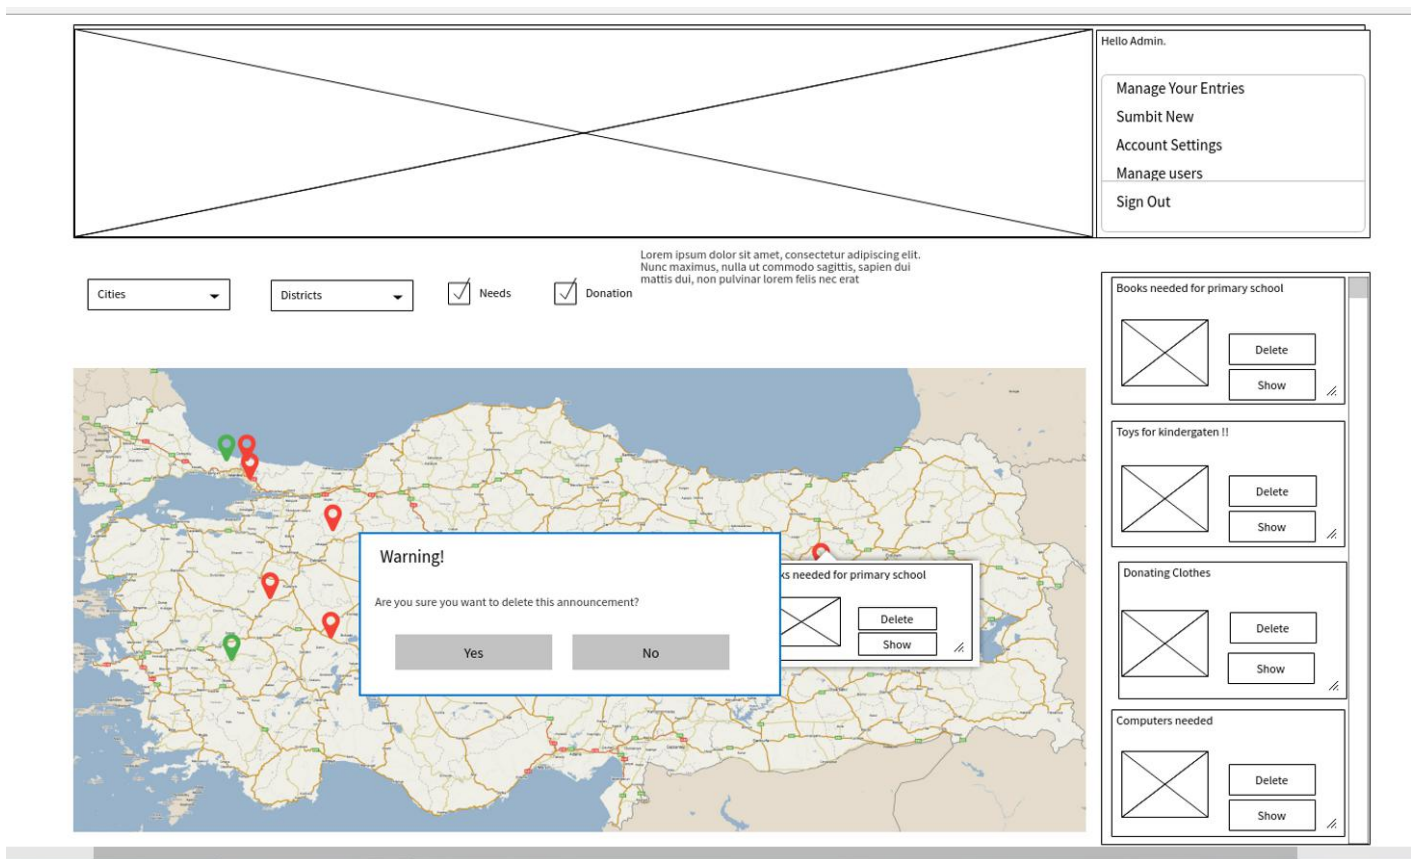 Hello Admin.
Manage Your Entries
Sumbit New
Account Settings
Manage users
Sign Out
Lorem ipsum dolor sit amet, consectetur adipiscing elit.
Nunc maximus, nulla ut commodo sagittis, sapien dui
mattis dui, non pulvinar lorem felis nec erat
Cities
Districts
Needs
Donation
Books needed for primary school
Delete
Show
Toys for kindergaten !!
Delete
Show
Donating Clothes
Delete
Show
Computers needed
Delete
Show
Warning!
Are you sure you want to delete this announcement?
Yes
No
needed for primary school
Delete
Show